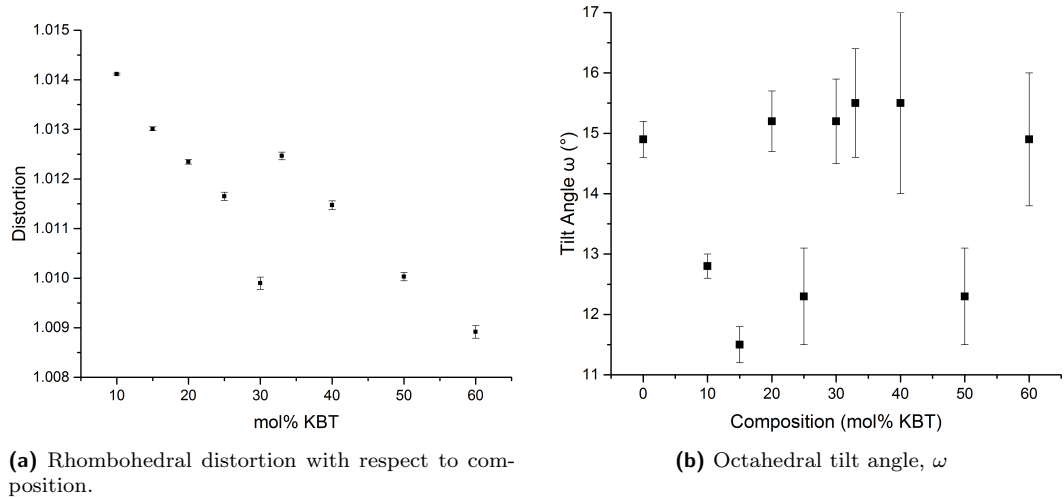 1.015
1.014
1.013
1.012
1.011
1.010
1.009
1.008
Distortion
10 20 30 40 50 60
mol% KBT
(a) Rhombohedral distortion with respect to com-
position.
17
16
15
14
13
12
11
Tilt Angle ω (°)
0 10 20 30 40 50 60
Composition (mol% KBT)
(b) Octahedral tilt angle, ω